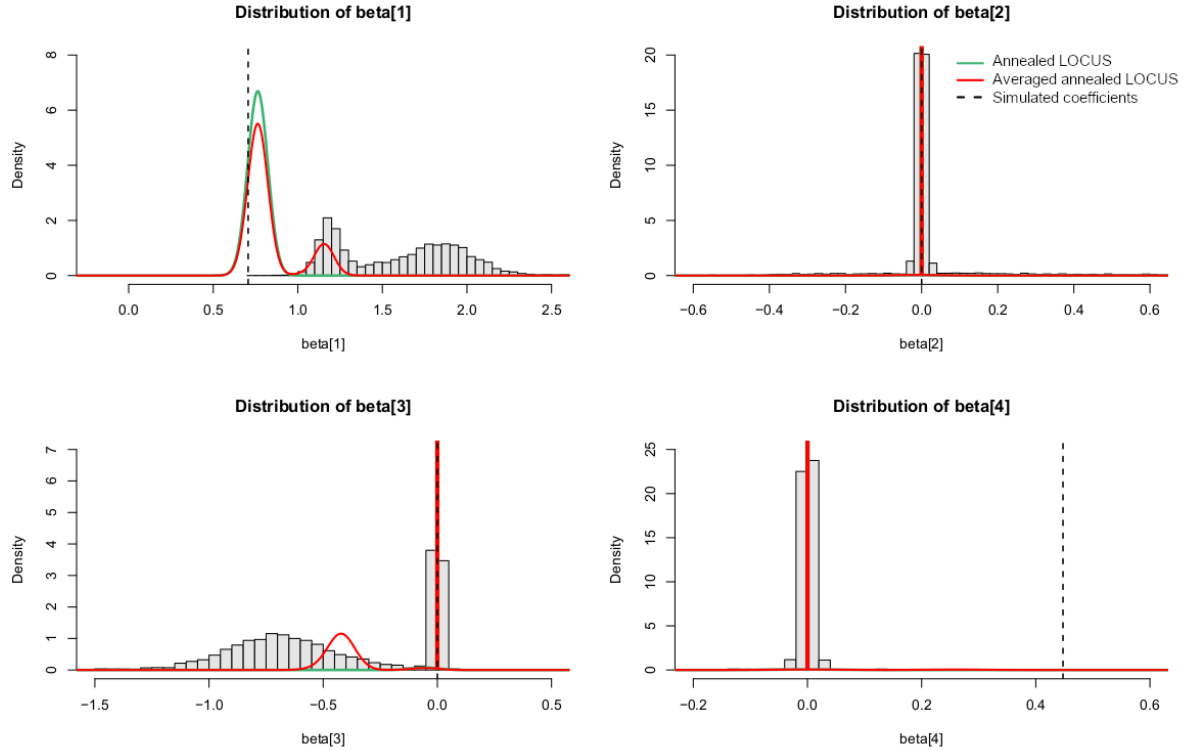 Distribution of beta[1]
Density
0 2 4 6 8
0.0 0.5 1.0 1.5 2.0 2.5
beta[1]
Distribution of beta[2]
Density
0 5 10 15 20
Annealed LOCUS
Averaged annealed LOCUS
Simulated coefficients
−0.6 −0.4 −0.2 0.0 0.2 0.4 0.6
beta[2]
Distribution of beta[3]
Density
0 1 2 3 4 5 6 7
−1.5 −1.0 −0.5 0.0 0.5
beta[3]
Distribution of beta[4]
Density
0 5 10 15 20 25
−0.2 0.0 0.2 0.4 0.6
beta[4]